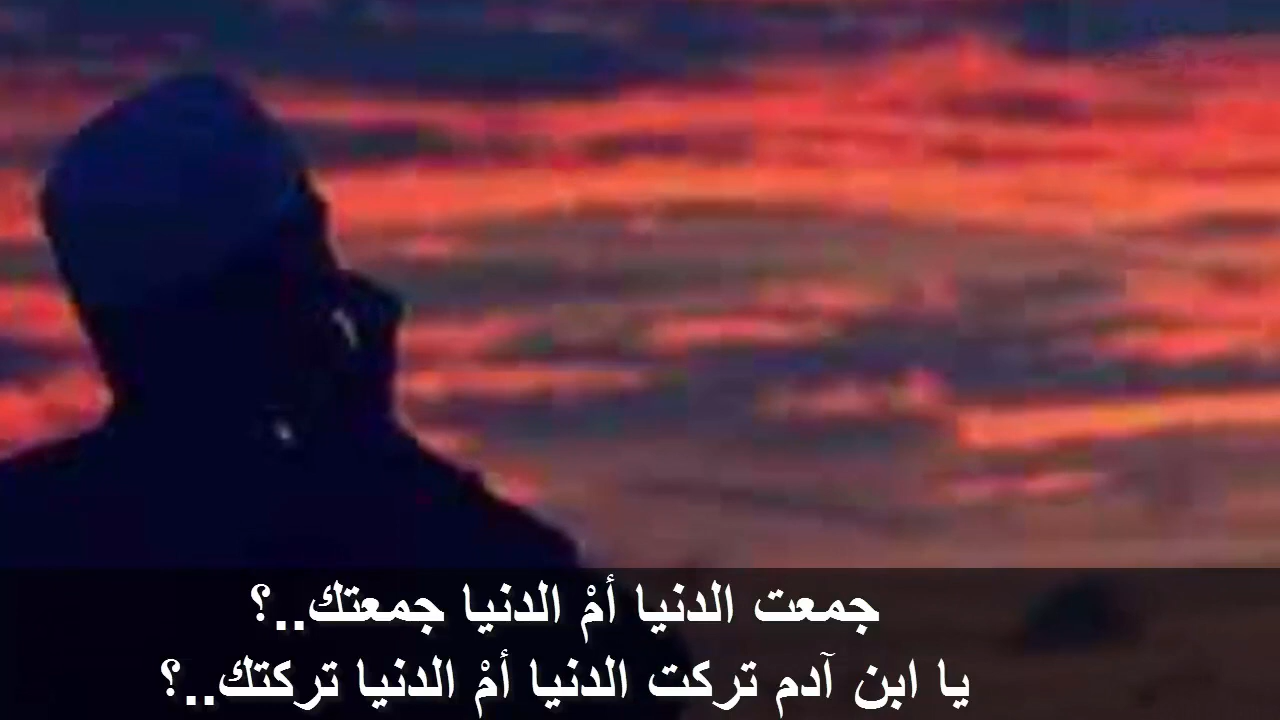 جمعت الدنيا أمْ الدنيا جمعتك..؟
يا ابن آدم تركت الدنيا أمْ الدنيا تركتك..؟